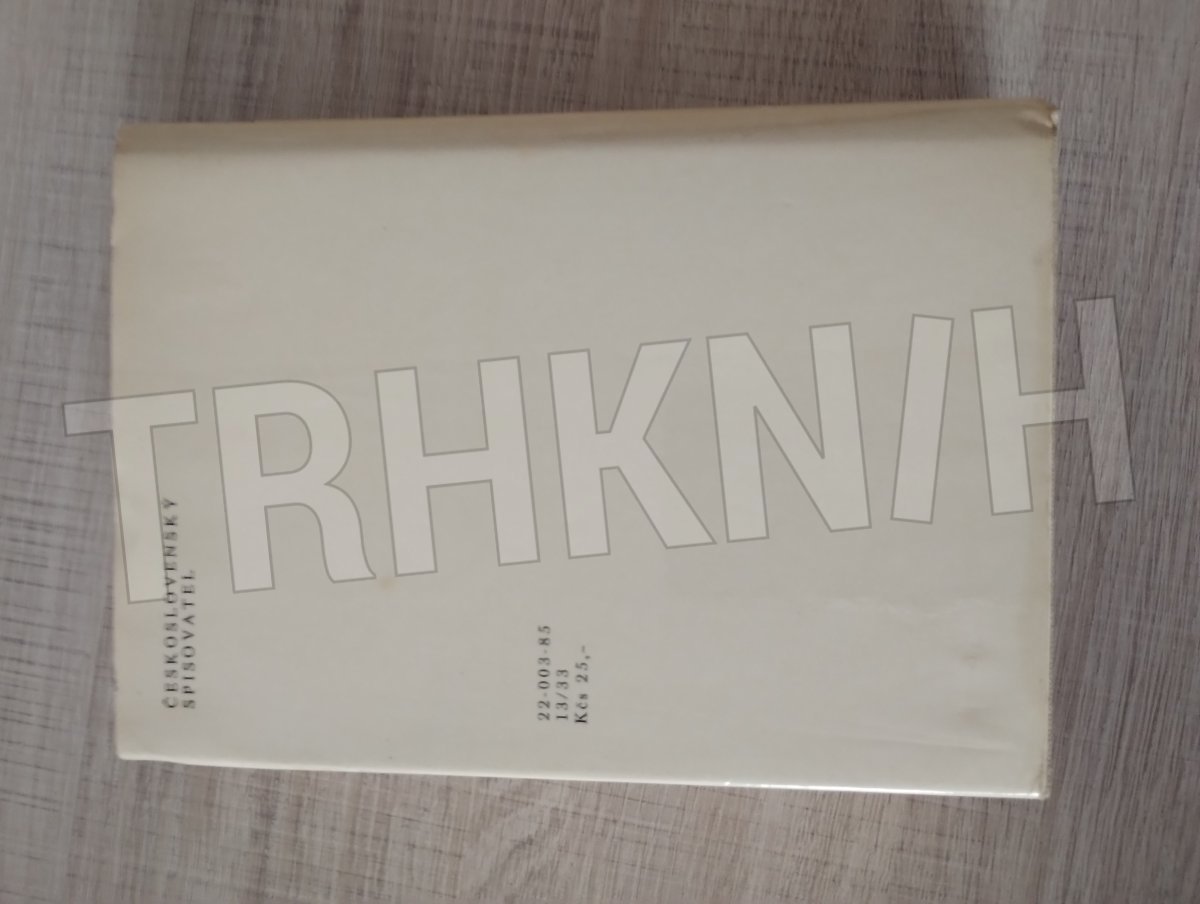 ČESKOSLOVENSKÝ
SPISOVATEL
22-003-85
13/33
Kčs 25,-
TRHKNIH